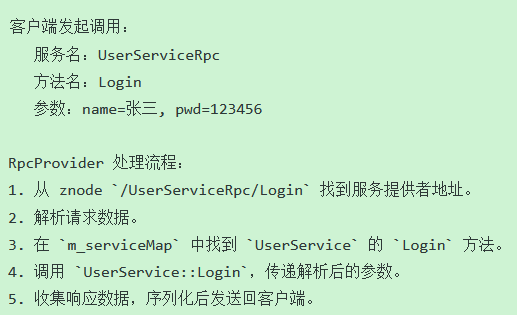 客户端发起调用：
服务名：UserServiceRpc
方法名：Login
参数：name=张三, pwd=123456
RpcProvider 处理流程：
1. 从 znode `/UserServiceRpc/Login` 找到服务提供者地址。
2. 解析请求数据。
3. 在 `m_serviceMap` 中找到 `UserService` 的 `Login` 方法。
4. 调用 `UserService::Login`，传递解析后的参数。
5. 收集响应数据，序列化后发送回客户端。